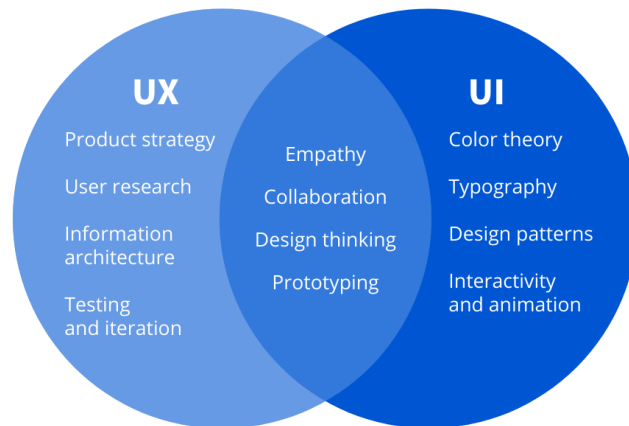 UX
Product strategy
User research
Information
architecture
Testing
and iteration
Empathy
Collaboration
Design thinking
Prototyping
UI
Color theory
Typography
Design patterns
Interactivity
and animation